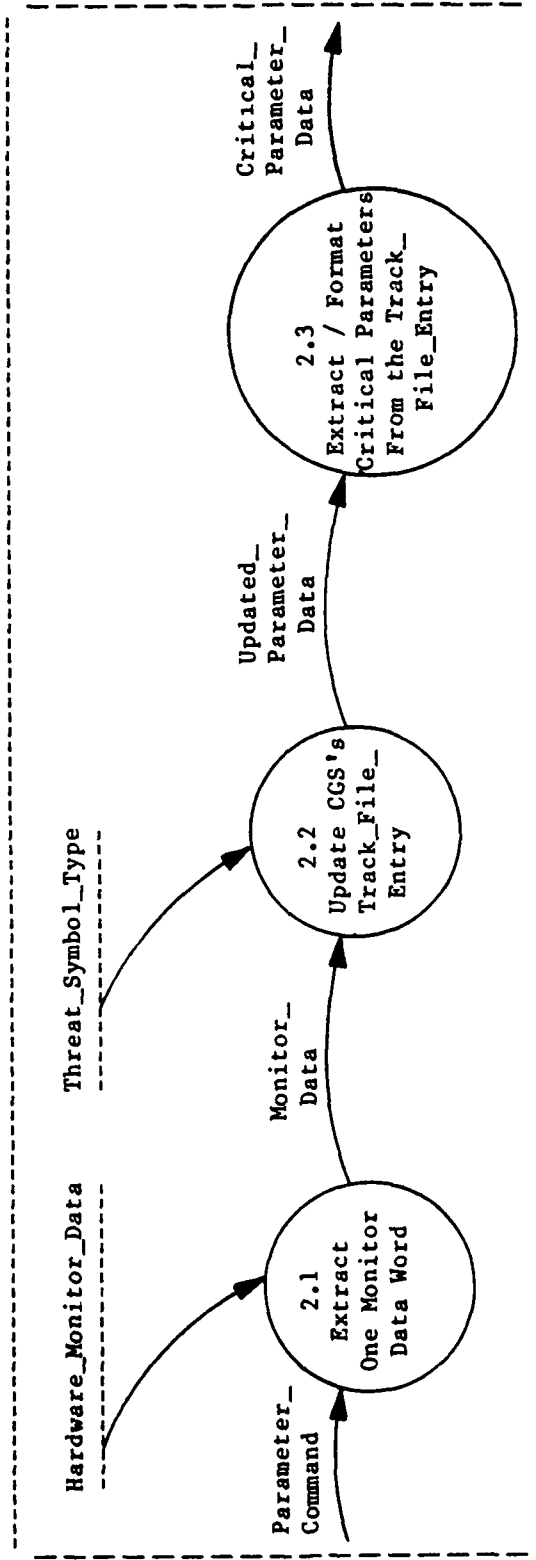 Hardware_Monitor_Data
Threat_Symbol_Type
Parameter_
Command
2.1
Extract
One Monitor
Data Word
Monitor_
Data
2.2
Update CGS's
Track_File_
Entry
Updated_
Parameter_
Data
2.3
Extract / Format
Critical Parameters
From the Track_
File_Entry
Critical_
Parameter_
Data